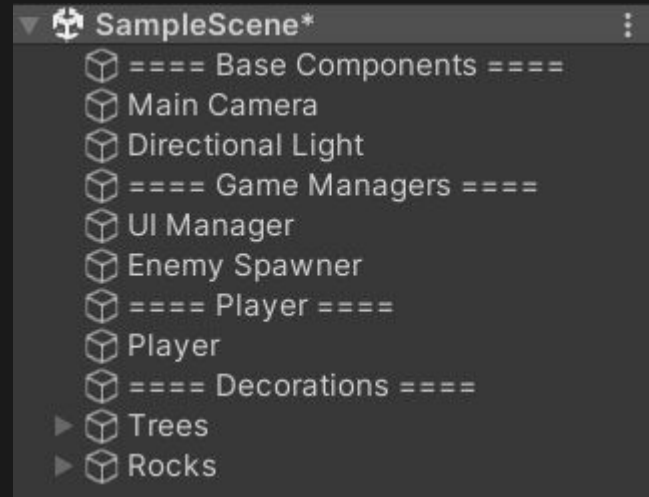 SampleScene*
==== Base Components ====
Main Camera
Directional Light
==== Game Managers ====
UI Manager
Enemy Spawner
==== Player ====
Player
==== Decorations ====
Trees
Rocks